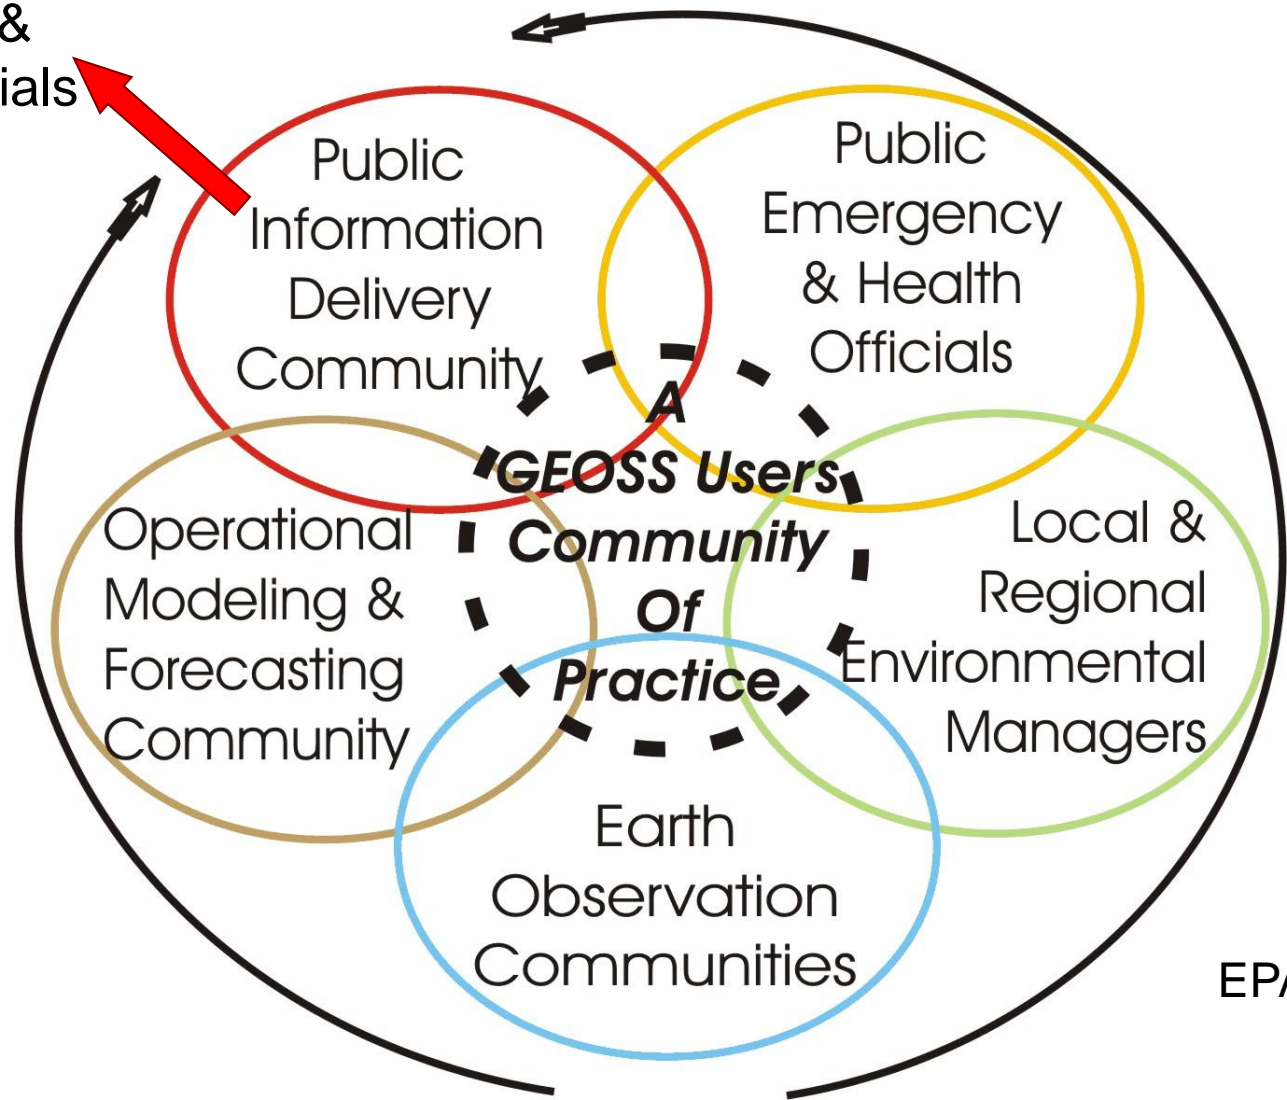 &
ials
Public
Information
Delivery
Community
Public
Emergency
& Health
Officials
A
GEOSS Users
Community
Of
Practice
Operational
Modeling &
Forecasting
Community
Local &
Regional
Environmental
Managers
Earth
Observation
Communities
EPA